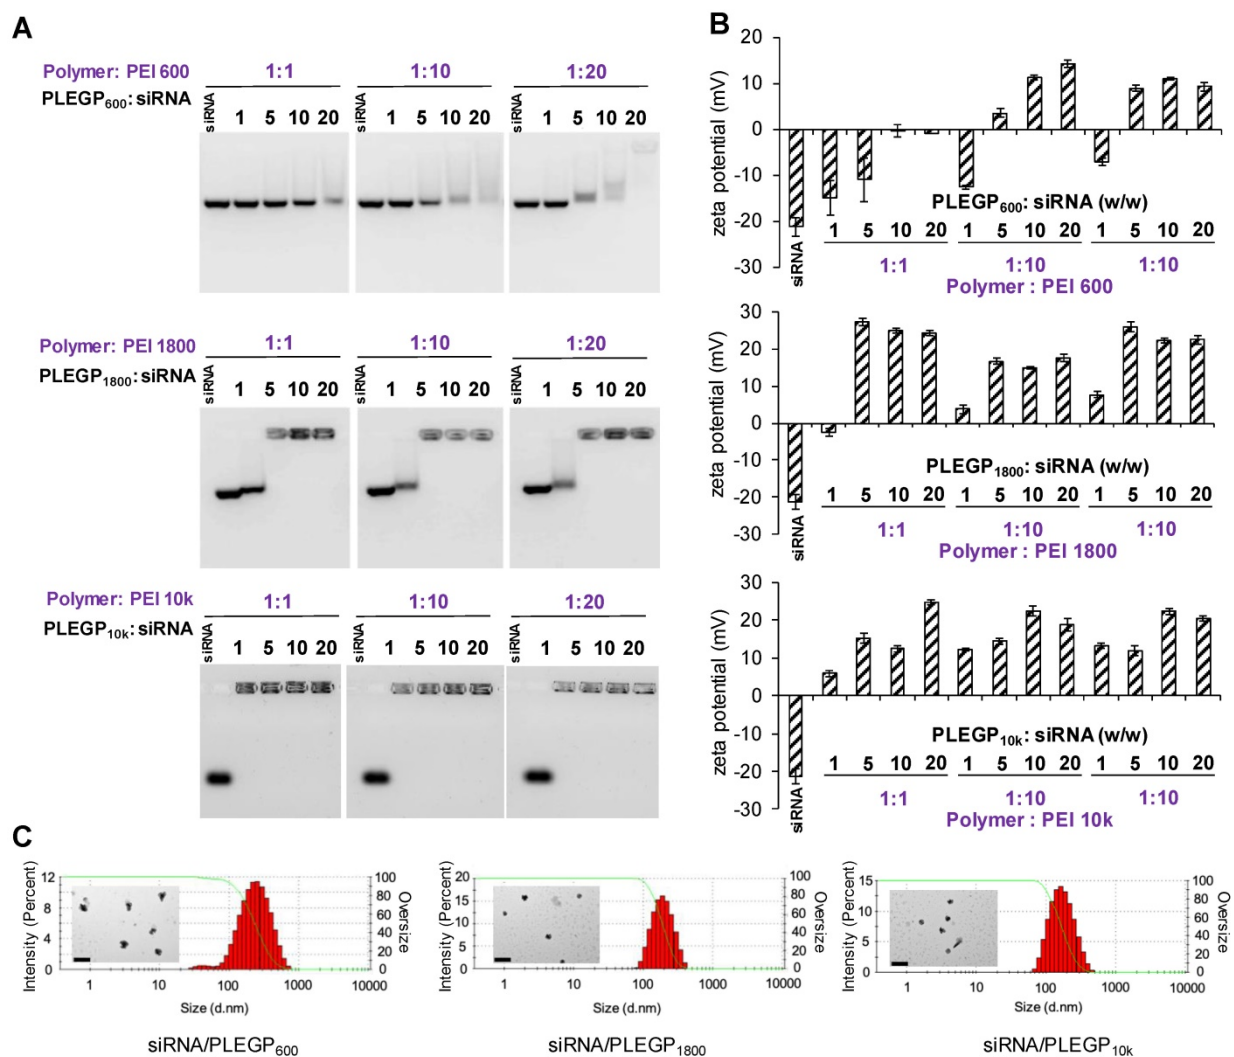 A
Polymer: PEI 600
1:1
1:10
1:20
PLEGP600: siRNA
siRNA 1 5 10 20
siRNA 1 5 10 20
siRNA 1 5 10 20
Polymer: PEI 1800
1:1
1:10
1:20
PLEGP1800: siRNA
siRNA 1 5 10 20
siRNA 1 5 10 20
siRNA 1 5 10 20
Polymer: PEI 10k
1:1
1:10
1:20
PLEGP10k: siRNA
siRNA 1 5 10 20
siRNA 1 5 10 20
siRNA 1 5 10 20
B
zeta potential (mV)
20
10
0
-10
-20
-30
siRNA
PLEGP600: siRNA (w/w)
1 5 10 20 1 5 10 20 1 5 10 20
1:1 1:10 1:10
Polymer : PEI 600
zeta potential (mV)
30
20
10
0
-10
-20
-30
siRNA
PLEGP1800: siRNA (w/w)
1 5 10 20 1 5 10 20 1 5 10 20
1:1 1:10 1:10
Polymer : PEI 1800
zeta potential (mV)
30
20
10
0
-10
-20
-30
siRNA
PLEGP10k: siRNA (w/w)
1 5 10 20 1 5 10 20 1 5 10 20
1:1 1:10 1:10
Polymer : PEI 10k
C
Intensity (Percent)
12
8
4
0
100
80
60
40
20
0
Oversize
1 10 100 1000 10000
Size (d.nm)
siRNA/PLEGP600
Intensity (Percent)
20
15
10
5
0
100
80
60
40
20
0
Oversize
1 10 100 1000 10000
Size (d.nm)
siRNA/PLEGP1800
Intensity (Percent)
15
10
5
0
100
80
60
40
20
0
Oversize
1 10 100 1000 10000
Size (d.nm)
siRNA/PLEGP10k